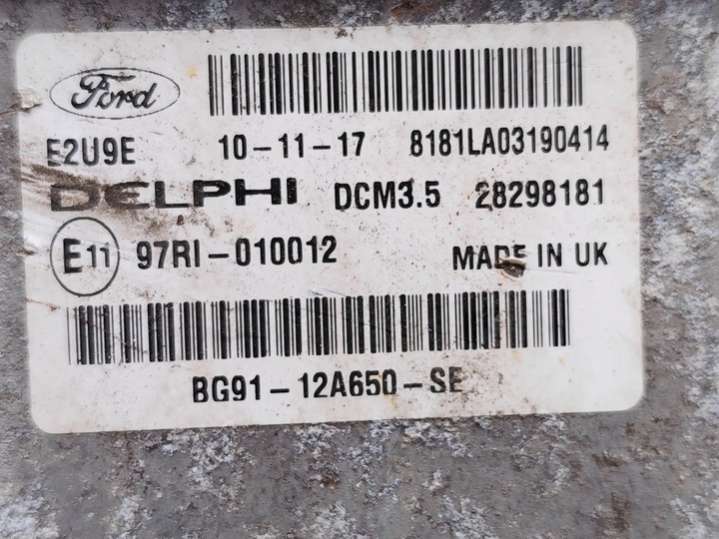 Ford
E2U9E 10-11-17 8181LA03190414
DELPHI DCM3.5 28298181
E11 97RI-010012 MADE IN UK
BG91-12A650-SE